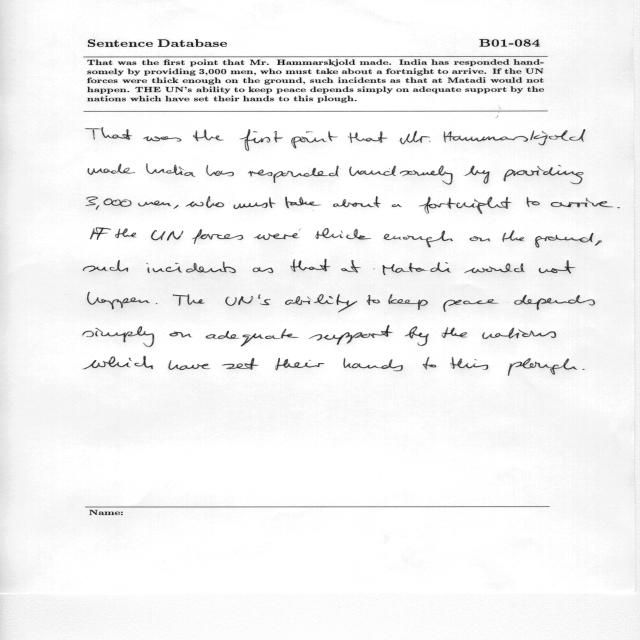 Sentence Database B01-084
That was the first point that Mr. Hammarskjold made. India has responded hand-
somely by providing 3,000 men, who must take about a fortnight to arrive. If the UN
forces were thick enough on the ground, such incidents as that at Matadi would not
happen. THE UN's ability to keep peace depends simply on adequate support by the
nations which have set their hands to this plough.
That was the first point that Mr. Hammarskjold
made India has responded handsomely by providing
3,000 men, who must take about a fortnight to arrive.
IF the UN forces were thick enough on the ground,
such incidents as that at Matadi would not
happen. The UN's ability to keep peace depends
simply on adequate support by the nations
which have set their hands to this plough.
Name: